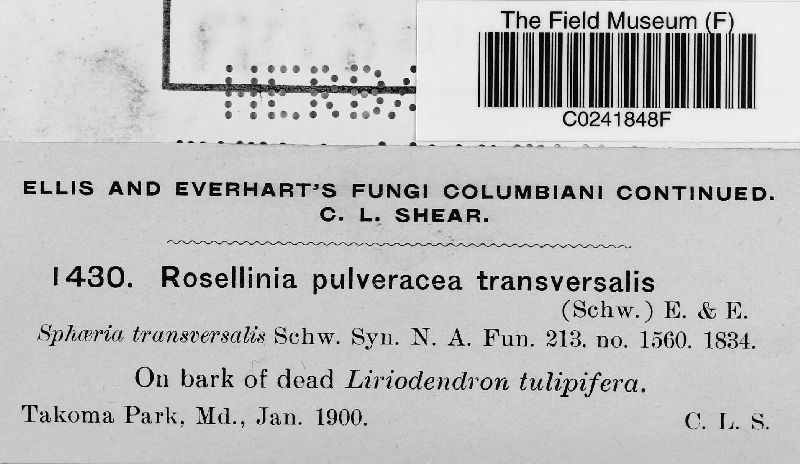 The Field Museum (F)
C0241848F
ELLIS AND EVERHART'S FUNGI COLUMBIANI CONTINUED.
C. L. SHEAR.
1430. Rosellinia pulveracea transversalis
(Schw.) E. & E.
Sphæria transversalis Schw. Syn. N. A. Fun. 213. no. 1560. 1834.
On bark of dead Liriodendron tulipifera.
Takoma Park, Md., Jan. 1900. C. L. S.